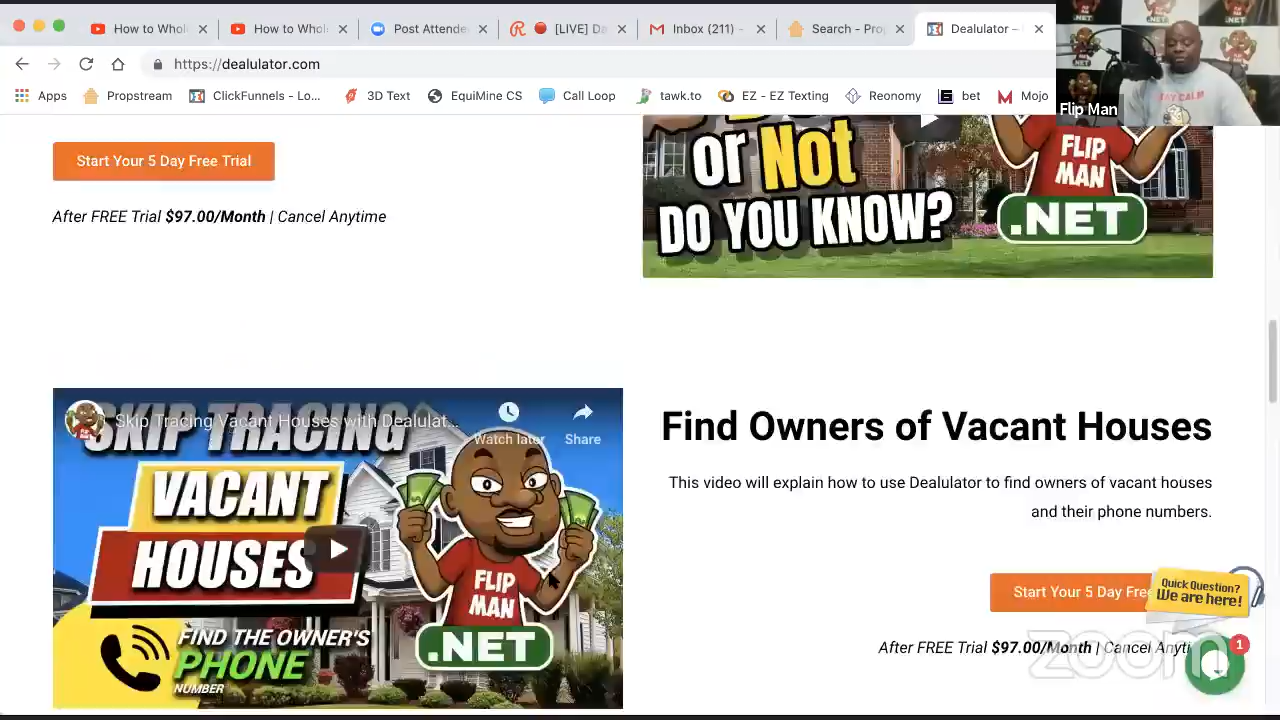 How to Whol
How to Whol
Post Attende
[LIVE] Da
Inbox (211) -
Search - Pro
Dealulator –
https://dealulator.com
Apps
Propstream
ClickFunnels - Lo...
3D Text
EquiMine CS
Call Loop
tawk.to
EZ - EZ Texting
Reonomy
bet
Mojo
Flip Man
Start Your 5 Day Free Trial
After FREE Trial $97.00/Month | Cancel Anytime
or Not
DO YOU KNOW?
FLIP
MAN
.NET
Skip Tracing Vacant Houses with Dealulat...
Watch later
Share
SKIP TRACING
VACANT
HOUSES
FIND THE OWNER'S
PHONE
NUMBER
FLIP
MAN
.NET
Find Owners of Vacant Houses
This video will explain how to use Dealulator to find owners of vacant houses
and their phone numbers.
Start Your 5 Day Fre
Quick Question?
We are here!
After FREE Trial $97.00/Month | Cancel Anyti
zoom
1